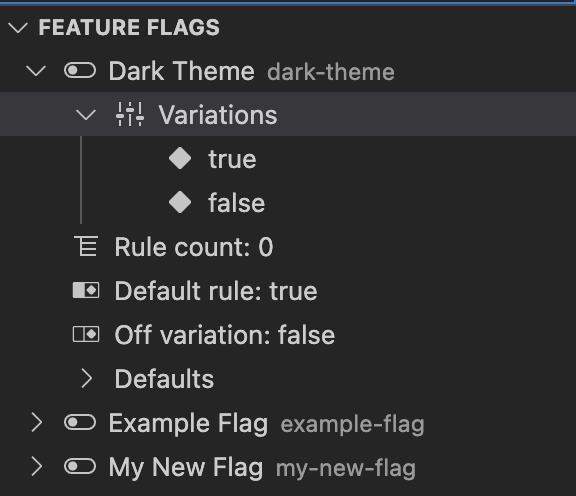 FEATURE FLAGS
Dark Theme dark-theme
Variations
true
false
Rule count: 0
Default rule: true
Off variation: false
Defaults
Example Flag example-flag
My New Flag my-new-flag